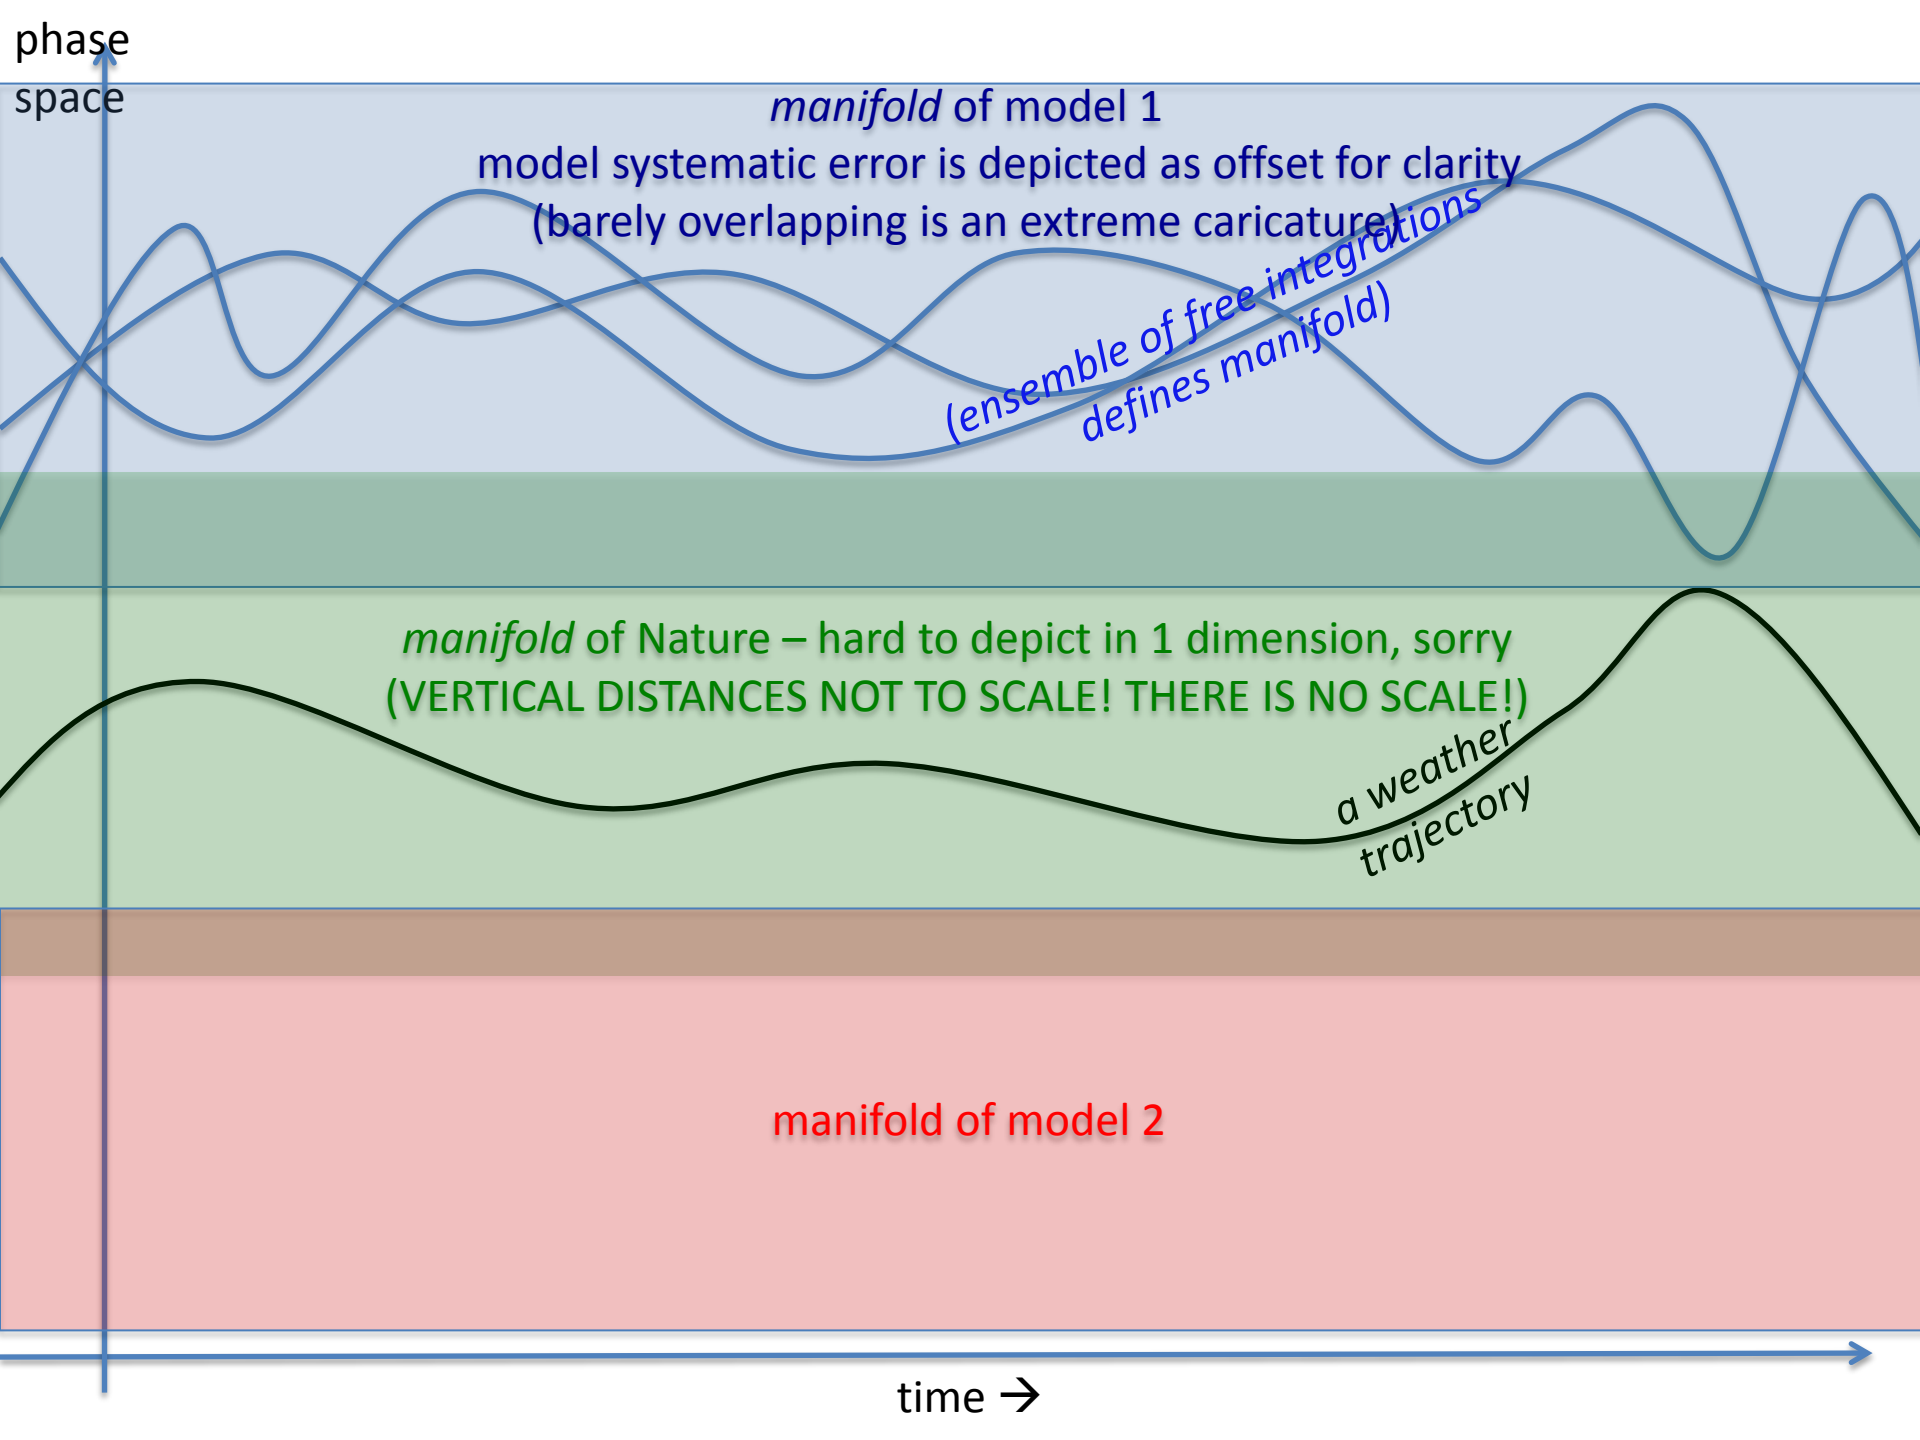 phase
space
manifold of model 1
model systematic error is depicted as offset for clarity
(barely overlapping is an extreme caricature)
(ensemble of free integrations
defines manifold)
manifold of Nature – hard to depict in 1 dimension, sorry
(VERTICAL DISTANCES NOT TO SCALE! THERE IS NO SCALE!)
a weather
trajectory
manifold of model 2
time →